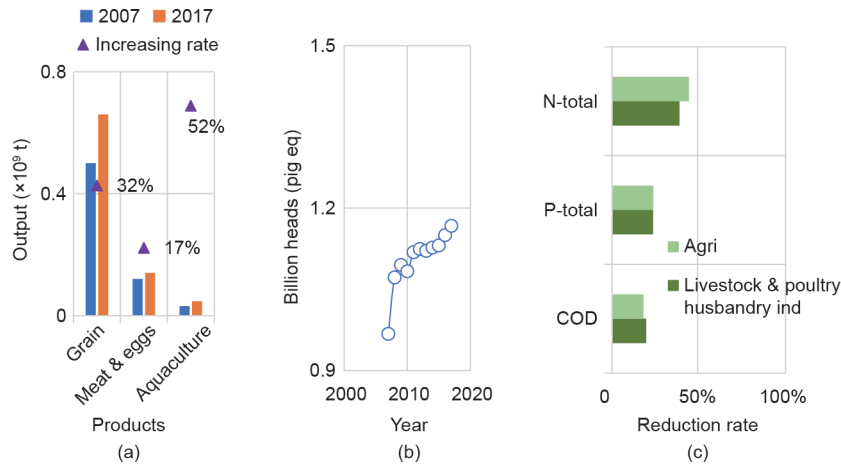 2007 2017
Increasing rate
0.8
0.4
0
Output (×10⁹ t)
32%
17%
52%
Grain
Meat & eggs
Aquaculture
Products
(a)
1.5
1.2
0.9
Billion heads (pig eq)
2000 2010 2020
Year
(b)
N-total
P-total
COD
Agri
Livestock & poultry
husbandry ind
0 50% 100%
Reduction rate
(c)